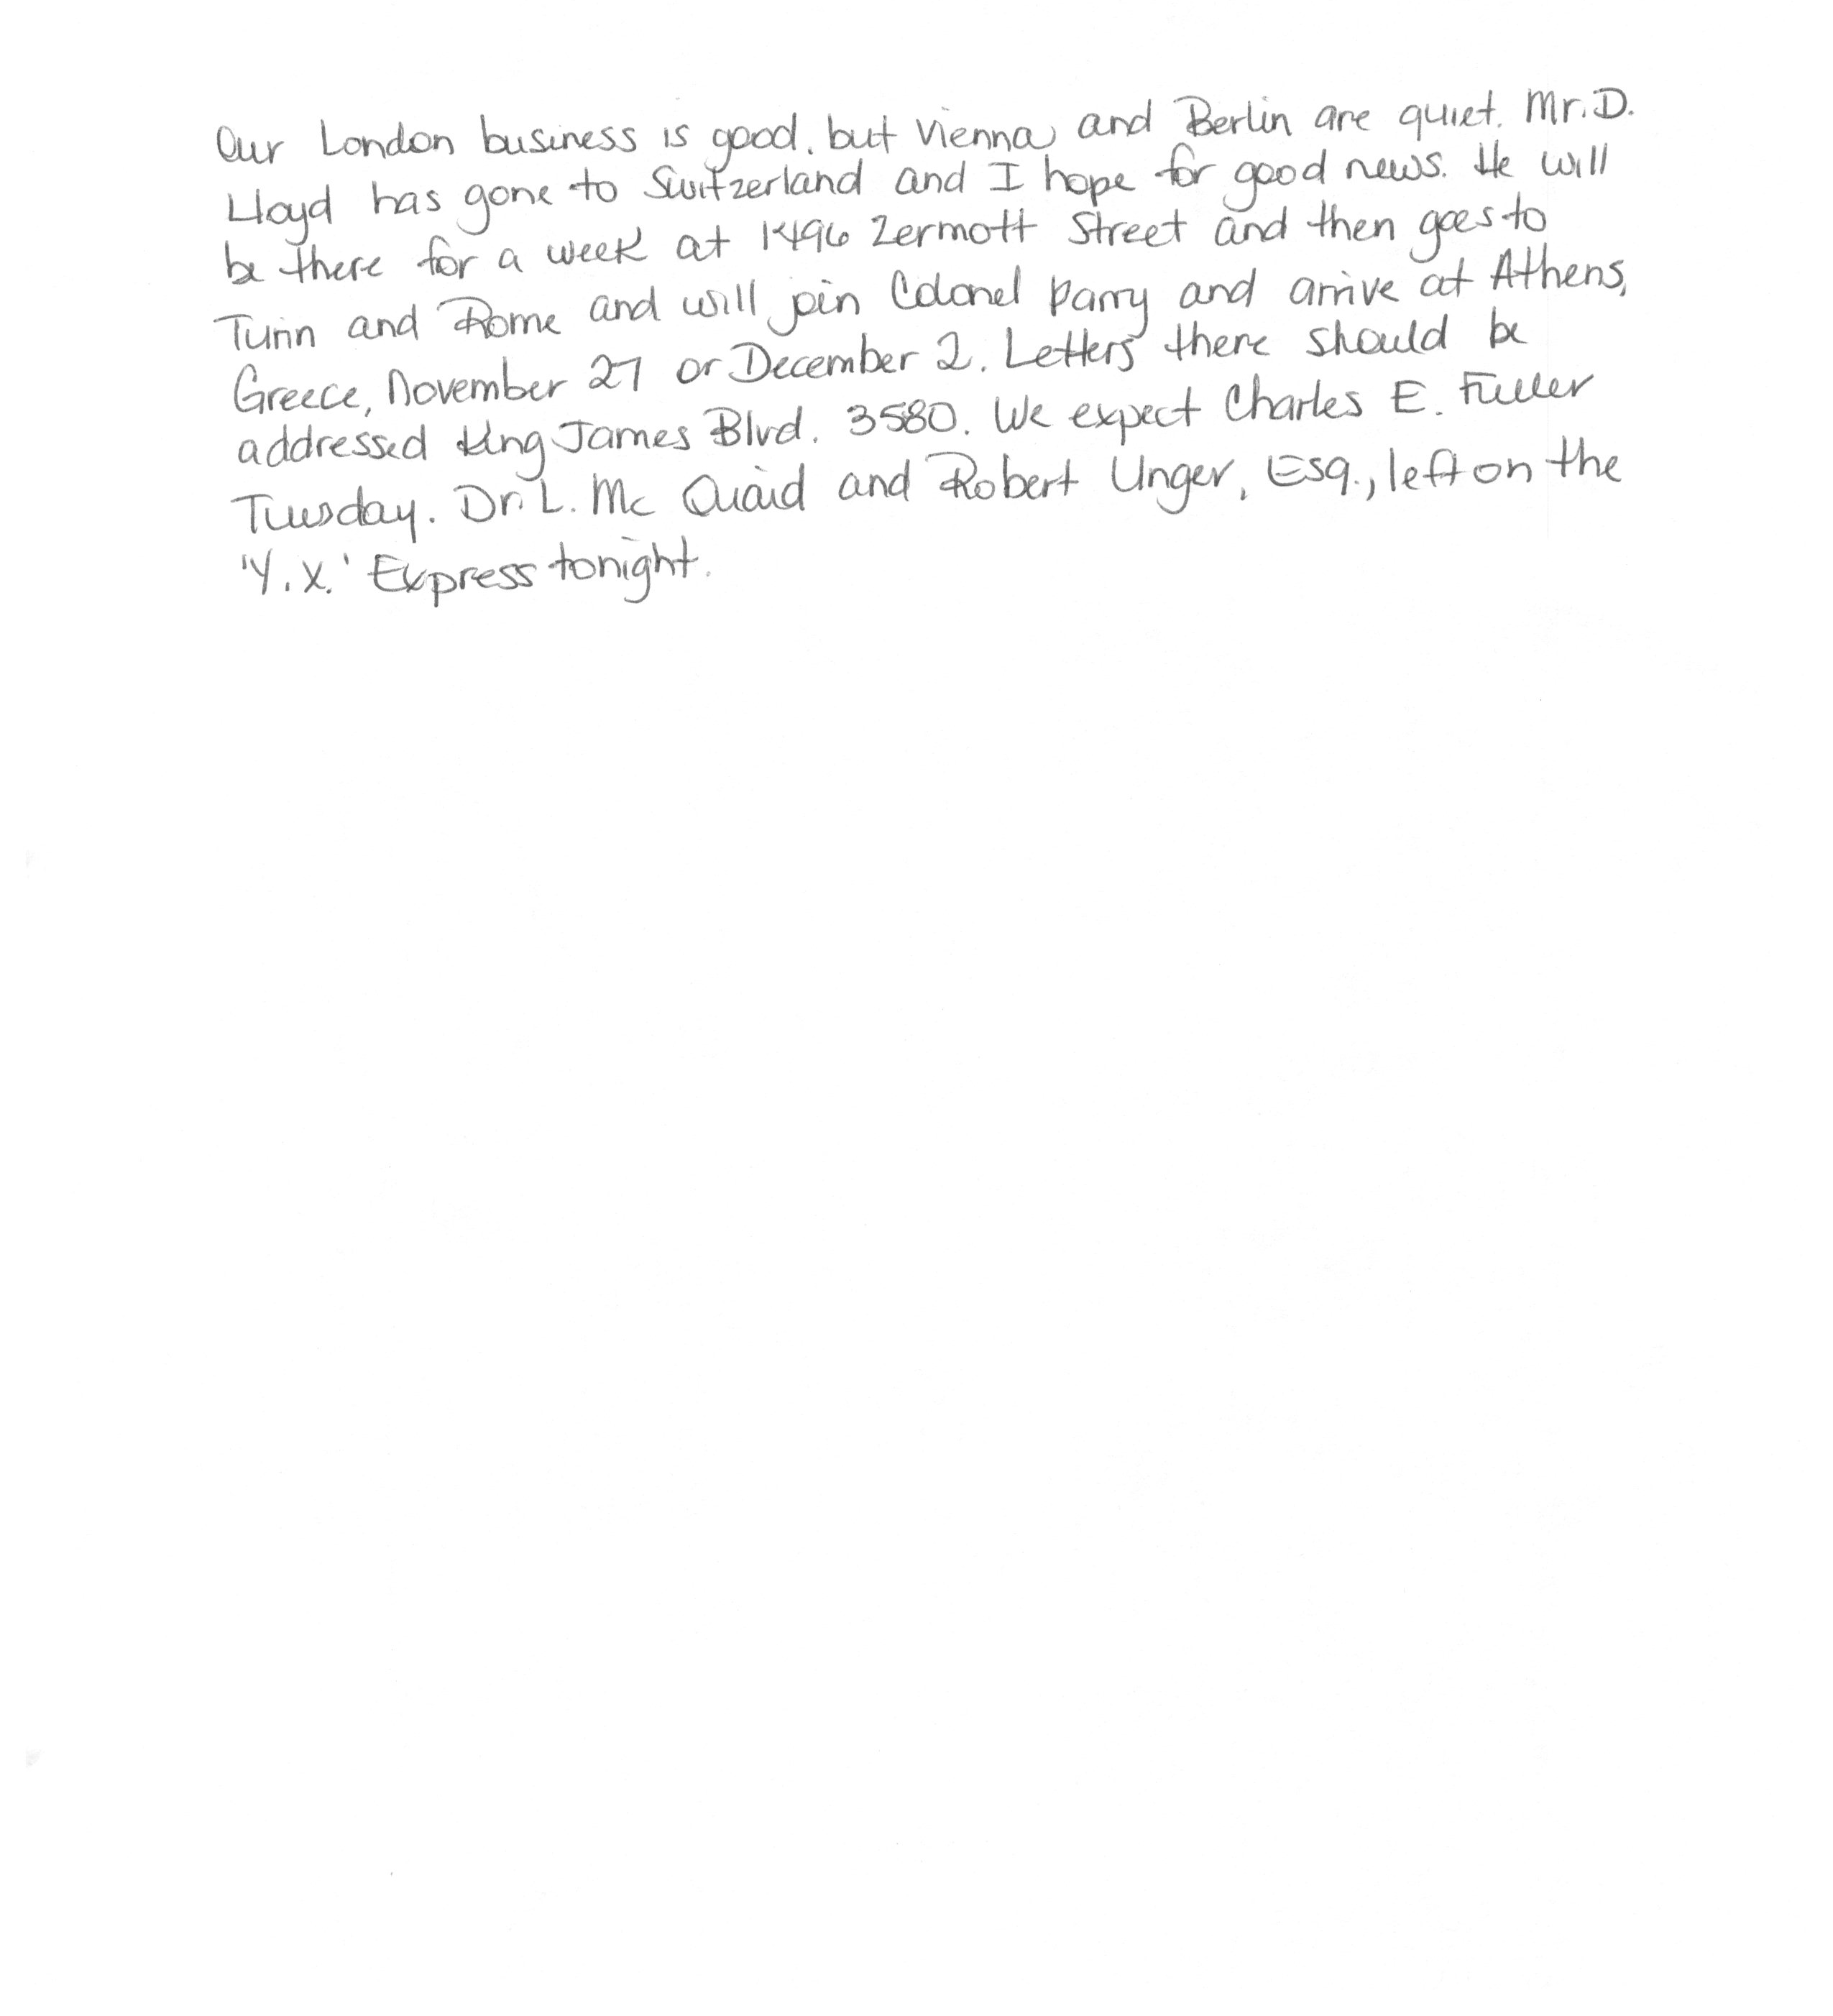 Our London business is good, but Vienna and Berlin are quiet. Mr. D.
Lloyd has gone to Switzerland and I hope for good news. He will
be there for a week at 1496 Zermott Street and then goes to
Turin and Rome and will join Colonel Parry and arrive at Athens,
Greece, November 27 or December 2. Letters there should be
addressed King James Blvd. 3580. We expect Charles E. Fuller
Tuesday. Dr. L. Mc Quaid and Robert Unger, Esq., left on the
'Y.X.' Express tonight.